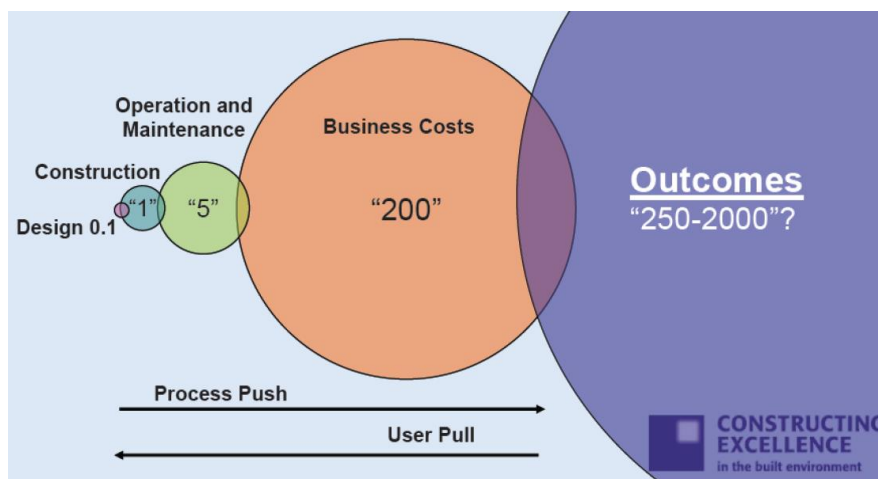 Operation and
Maintenance
Business Costs
Construction
Outcomes
“1”
“5”
“200”
“250-2000”?
Design 0.1
Process Push
User Pull
CONSTRUCTING
EXCELLENCE
in the built environment